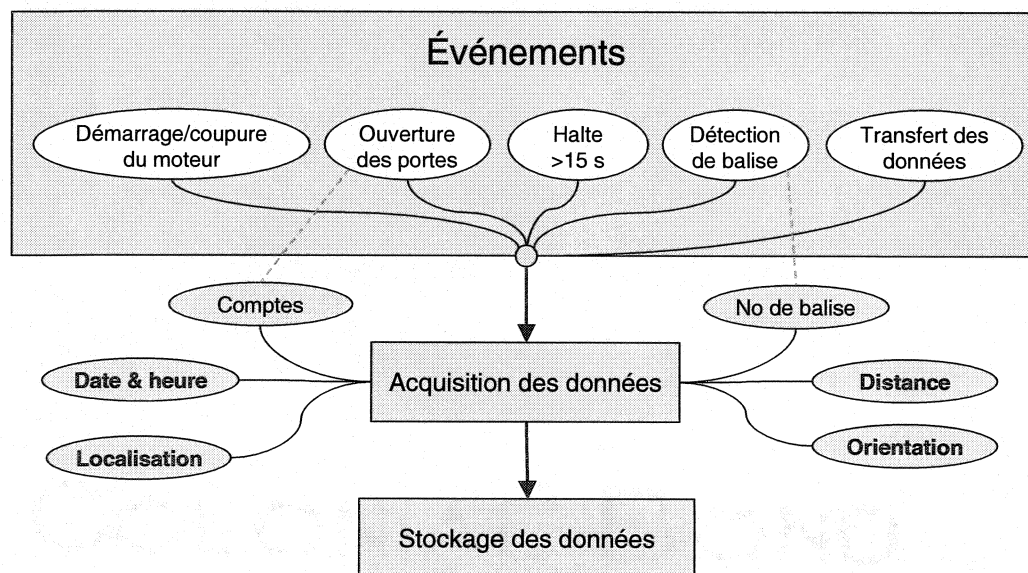 Événements
Démarrage/coupure
du moteur
Ouverture
des portes
Halte
>15 s
Détection
de balise
Transfert des
données
Comptes
No de balise
Date & heure
Acquisition des données
Distance
Localisation
Orientation
Stockage des données